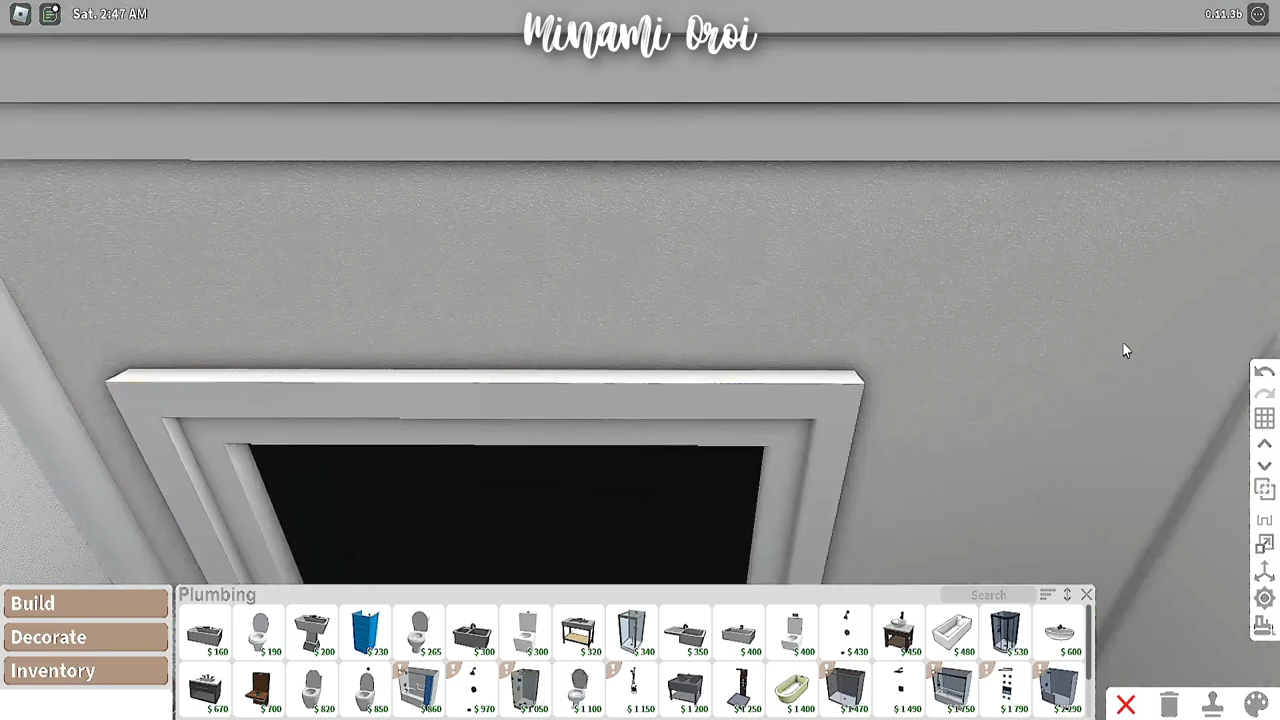 Sat. 2:47 AM
Minami Oroi
0.11.3b
Build
Decorate
Inventory
Plumbing
Search
$ 160 $ 190 $ 200 $ 230 $ 265 $ 300 $ 300 $ 320 $ 340 $ 350 $ 400 $ 400 $ 430 $ 450 $ 480 $ 530 $ 600
$ 670 $ 700 $ 820 $ 850 $ 860 $ 970 $ 1 050 $ 1 100 $ 1 150 $ 1 200 $ 1 250 $ 1 400 $ 1 470 $ 1 490 $ 1 750 $ 1 790 $ 2 290